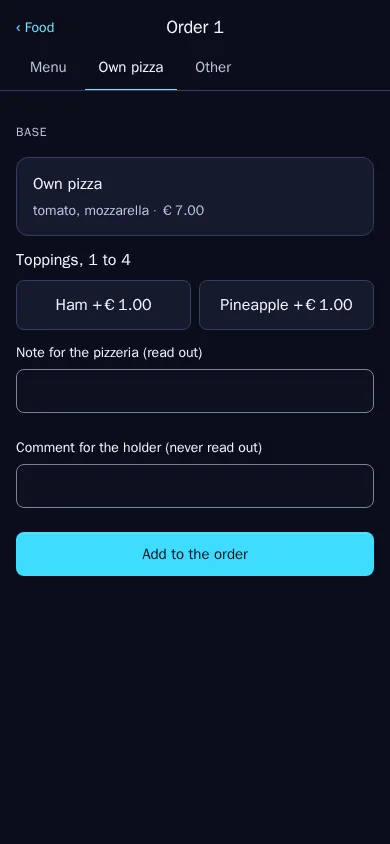 ‹ Food
Order 1
Menu Own pizza Other
BASE
Own pizza
tomato, mozzarella · € 7.00
Toppings, 1 to 4
Ham +€ 1.00 Pineapple +€ 1.00
Note for the pizzeria (read out)
Comment for the holder (never read out)
Add to the order